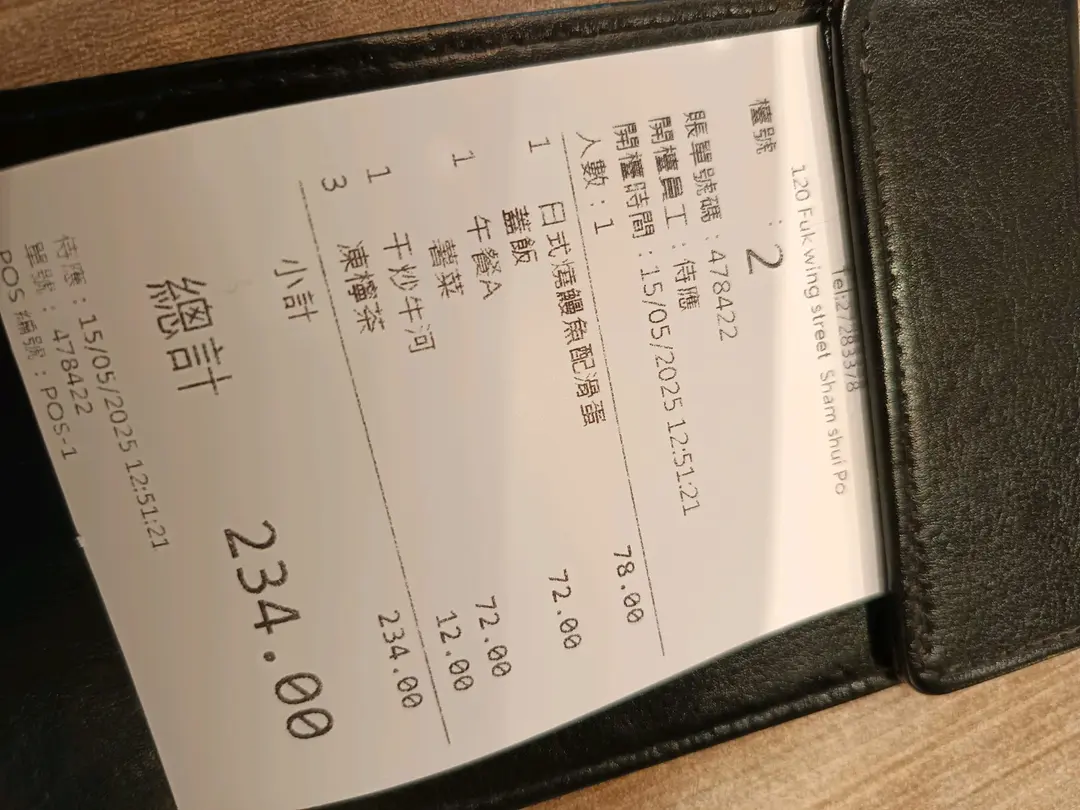 Tel:27283378
120 Fuk wing street Sham shui Po
檯號 : 2
賬單號碼 : 478422
開檯員工 : 侍應
開檯時間 : 15/05/2025 12:51:21
人數 : 1
1 日式燒鰻魚配滑蛋 78.00
蓋飯
1 午餐A 72.00
薯菜
1 干炒牛河 72.00
凍檸茶 12.00
3 小計 234.00
總計 234.00
侍應 : 15/05/2025 12:51:21
單號 : 478422
POS 編號 : POS-1